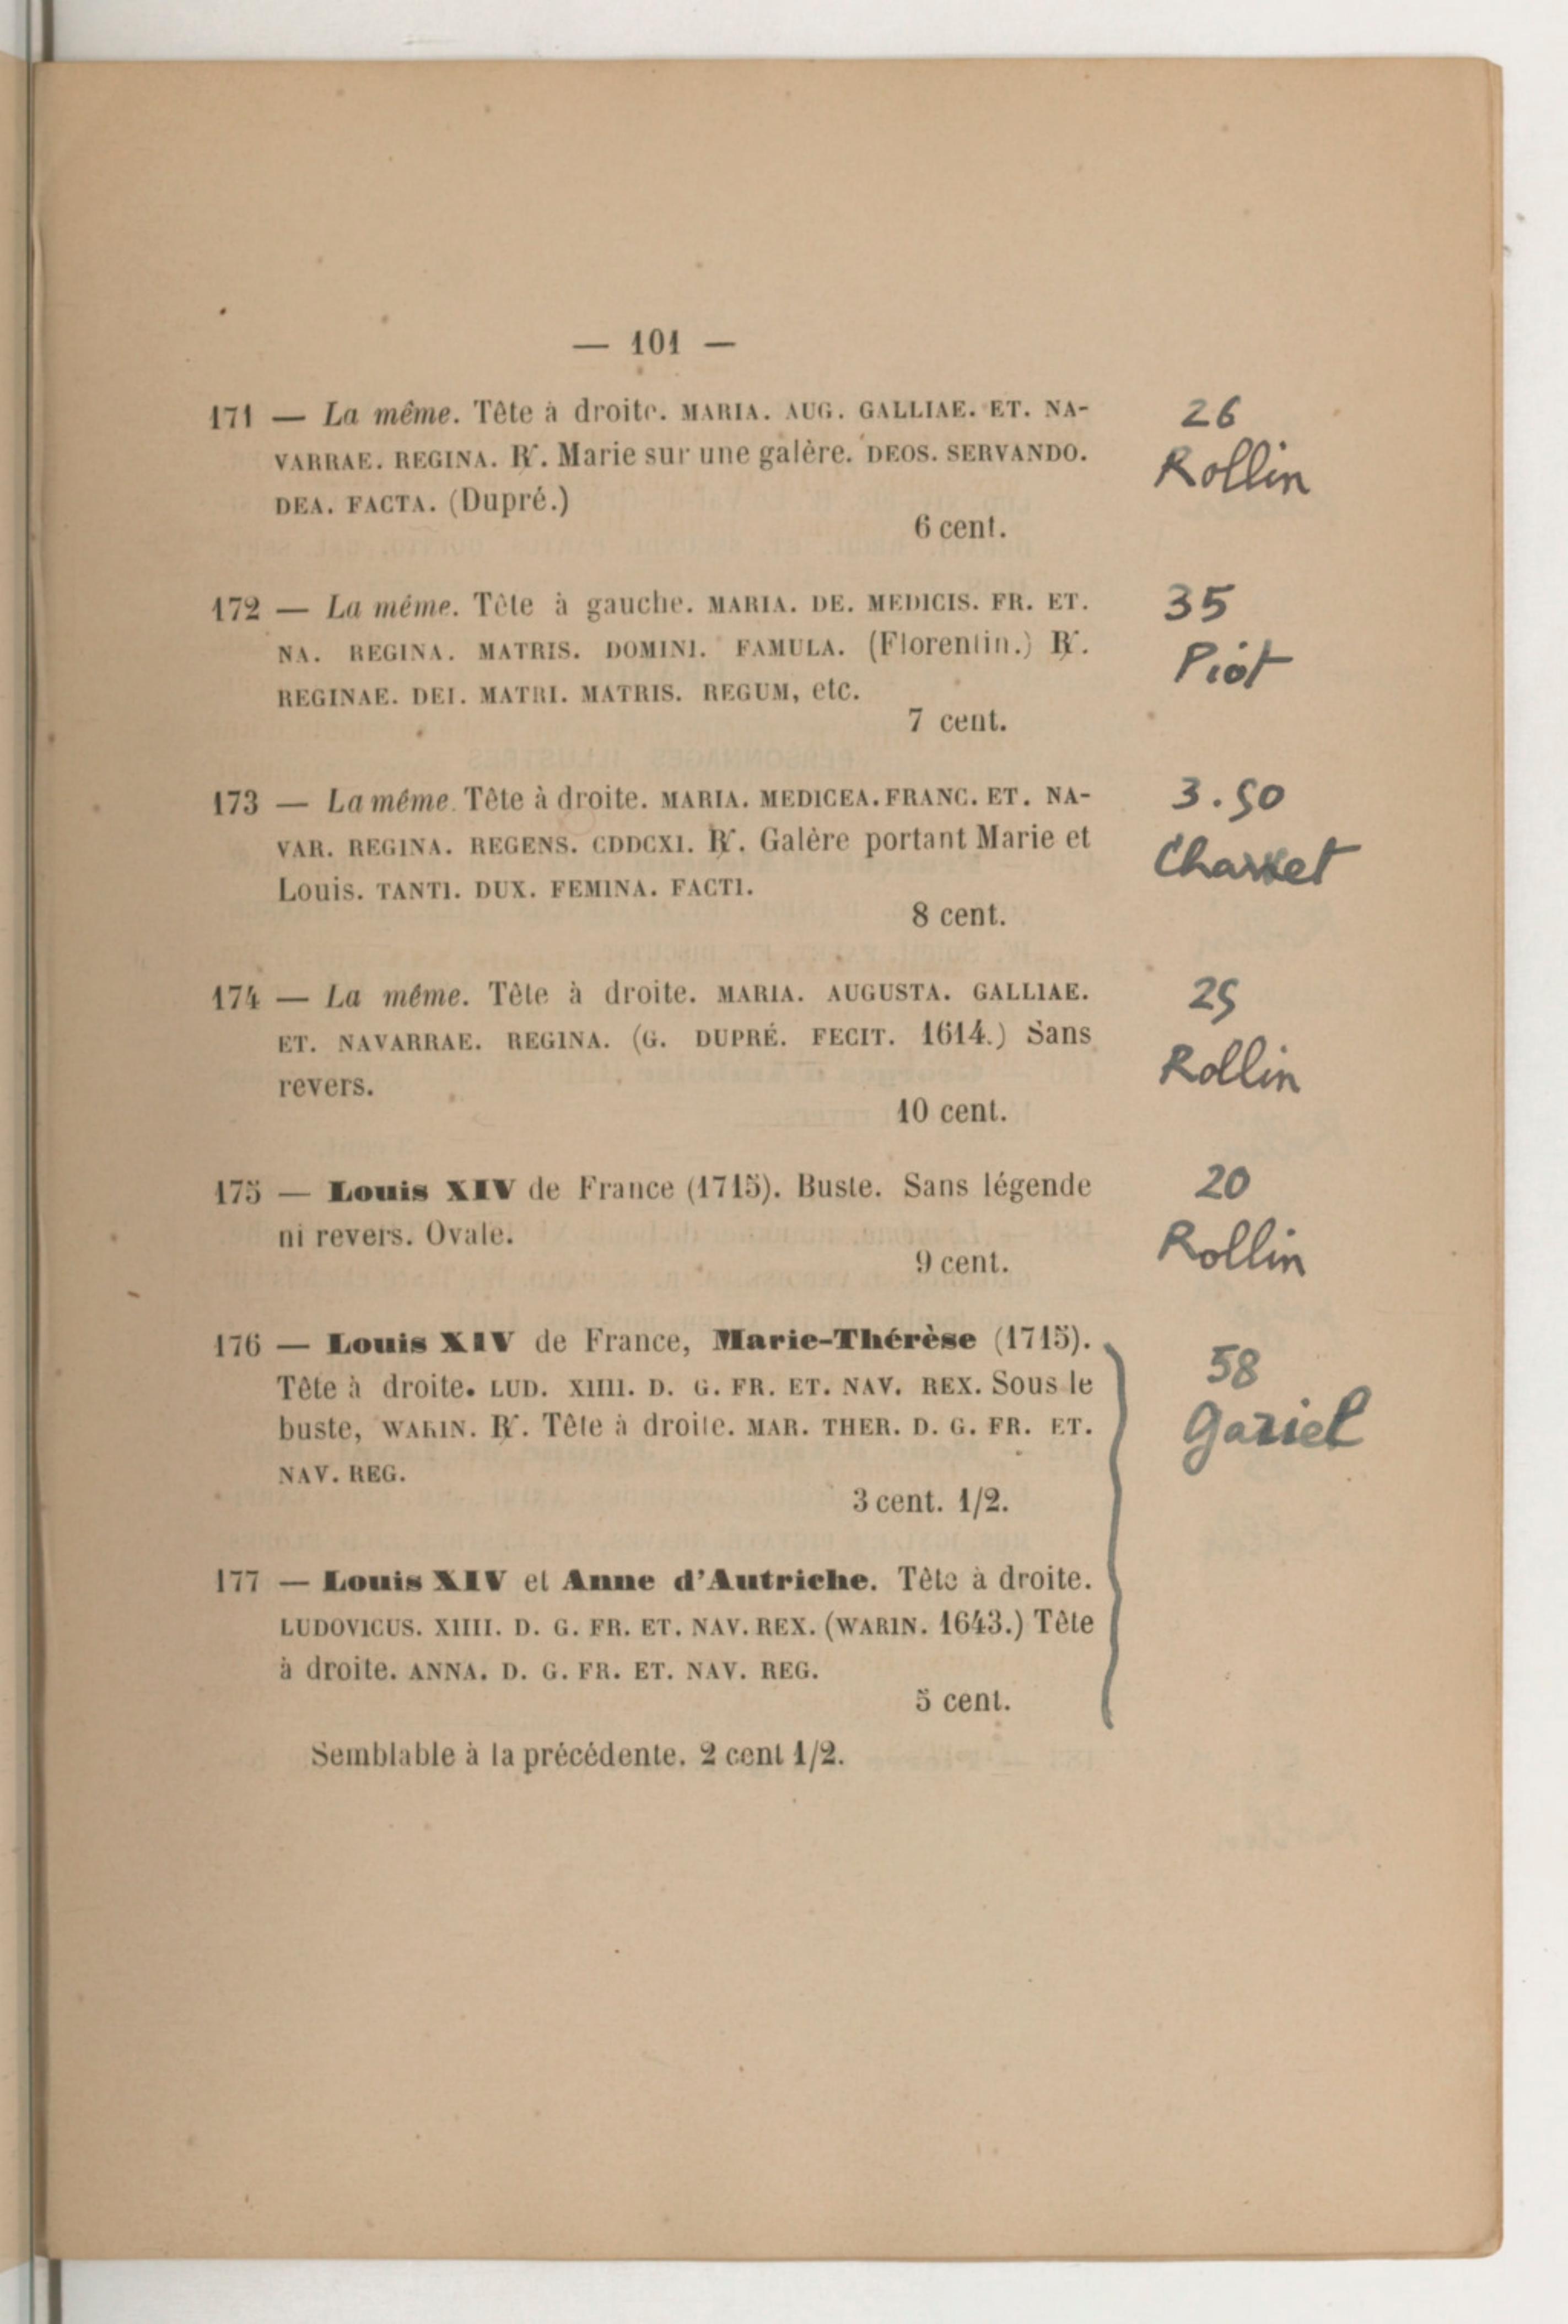 — 101 —
171 — La même. Tête à droite. MARIA. AUG. GALLIAE. ET. NA-
VARRAE. REGINA. R⁄. Marie sur une galère. DEOS. SERVANDO.
DEA. FACTA. (Dupré.)
6 cent.
26
Rollin
172 — La même. Tête à gauche. MARIA. DE. MEDICIS. FR. ET.
NA. REGINA. MATRIS. DOMINI. FAMULA. (Florentin.) R⁄.
REGINAE. DEI. MATRI. MATRIS. REGUM, etc.
7 cent.
35
Piot
173 — La même. Tête à droite. MARIA. MEDICEA. FRANC. ET. NA-
VAR. REGINA. REGENS. CDDCXI. R⁄. Galère portant Marie et
Louis. TANTI. DUX. FEMINA. FACTI.
8 cent.
3.50
174 — La même. Tête à droite. MARIA. AUGUSTA. GALLIAE.
ET. NAVARRAE. REGINA. (G. DUPRÉ. FECIT. 1614.) Sans
revers.
10 cent.
25
Rollin
175 — Louis XIV de France (1715). Buste. Sans légende
ni revers. Ovale.
9 cent.
20
Rollin
176 — Louis XIV de France, Marie-Thérèse (1715).
Tête à droite. LUD. XIIII. D. G. FR. ET. NAV. REX. Sous le
buste, WARIN. R⁄. Tête à droite. MAR. THER. D. G. FR. ET.
NAV. REG.
3 cent. 1/2.
58
Gariel
177 — Louis XIV et Anne d'Autriche. Tête à droite.
LUDOVICUS. XIIII. D. G. FR. ET. NAV. REX. (WARIN. 1643.) Tête
à droite. ANNA. D. G. FR. ET. NAV. REG.
5 cent.
Semblable à la précédente. 2 cent 1/2.